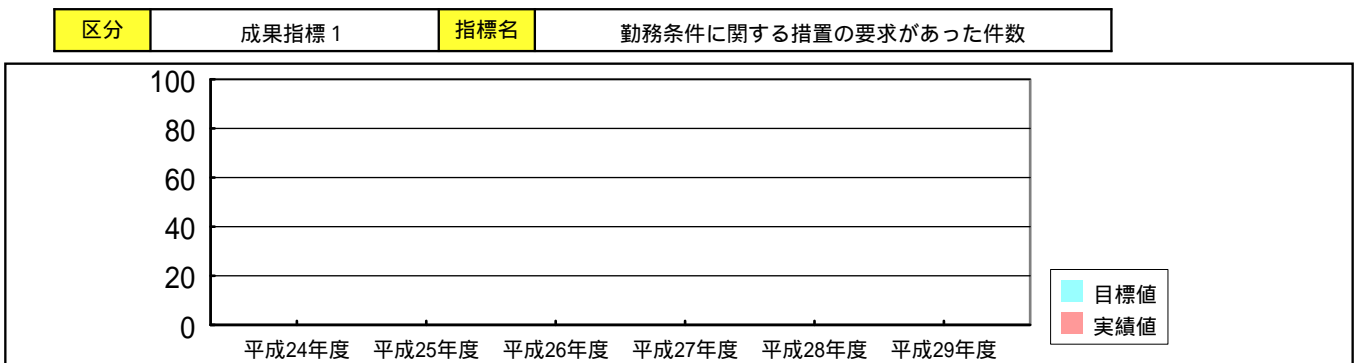 区分 成果指標1 指標名 勤務条件に関する措置の要求があった件数
100
80
60
40
20
0
平成24年度 平成25年度 平成26年度 平成27年度 平成28年度 平成29年度
目標値
実績値